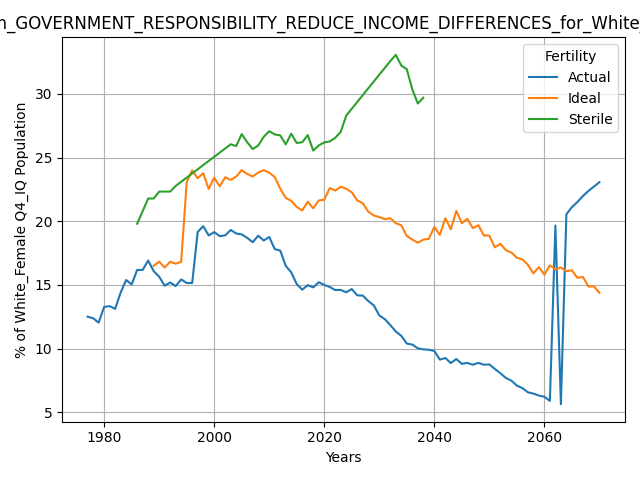 n_GOVERNMENT_RESPONSIBILITY_REDUCE_INCOME_DIFFERENCES_for_White_
Fertility
Actual
Ideal
Sterile
% of White_Female Q4_IQ Population
30
25
20
15
10
5
1980
2000
2020
2040
2060
Years